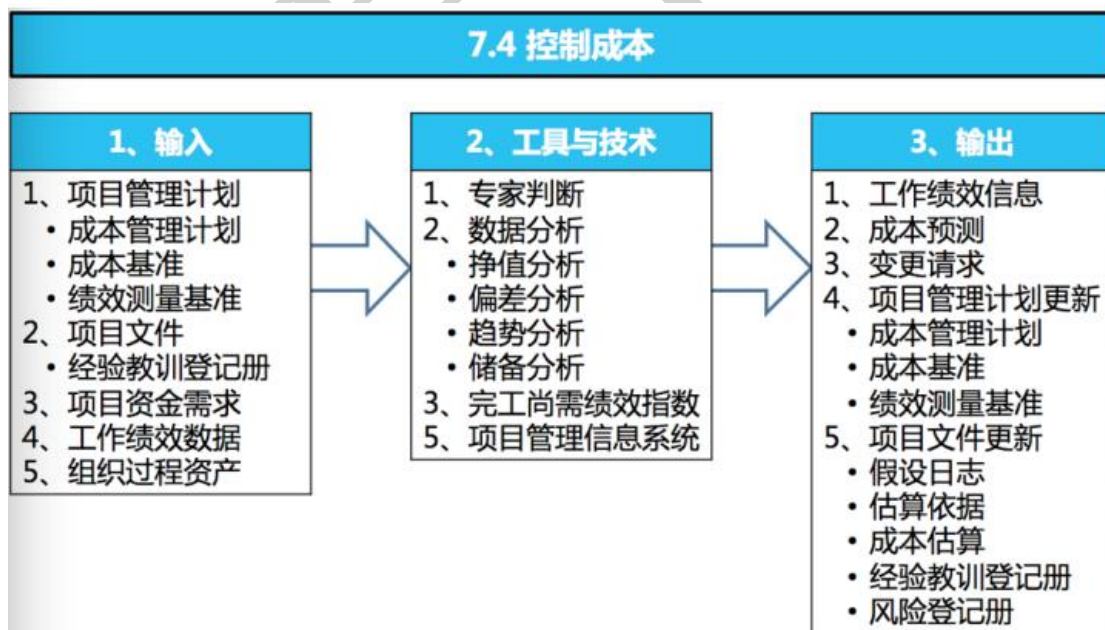 7.4 控制成本
1、输入
1、项目管理计划
• 成本管理计划
• 成本基准
• 绩效测量基准
2、项目文件
• 经验教训登记册
3、项目资金需求
4、工作绩效数据
5、组织过程资产
2、工具与技术
1、专家判断
2、数据分析
• 挣值分析
• 偏差分析
• 趋势分析
• 储备分析
3、完工尚需绩效指数
5、项目管理信息系统
3、输出
1、工作绩效信息
2、成本预测
3、变更请求
4、项目管理计划更新
• 成本管理计划
• 成本基准
• 绩效测量基准
5、项目文件更新
• 假设日志
• 估算依据
• 成本估算
• 经验教训登记册
• 风险登记册